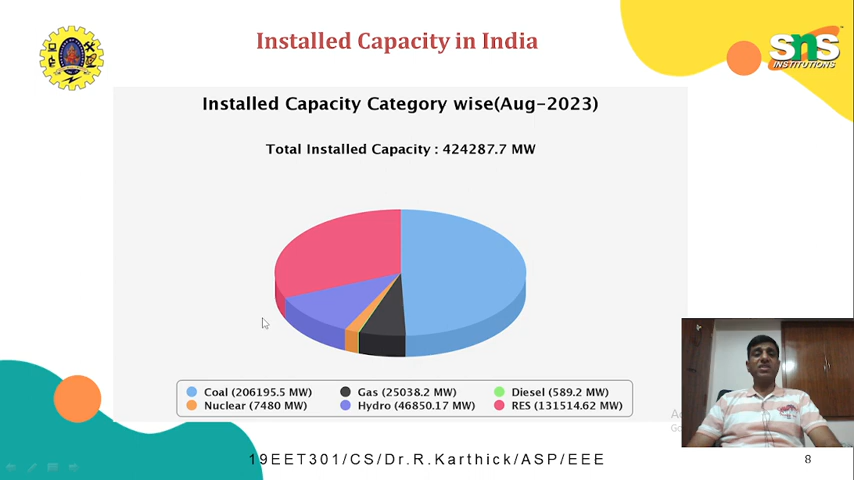 Installed Capacity in India
SNS
INSTITUTIONS
Installed Capacity Category wise(Aug-2023)
Total Installed Capacity : 424287.7 MW
Coal (206195.5 MW) Gas (25038.2 MW) Diesel (589.2 MW)
Nuclear (7480 MW) Hydro (46850.17 MW) RES (131514.62 MW)
19EET301/CS/Dr.R.Karthick/ASP/EEE
8